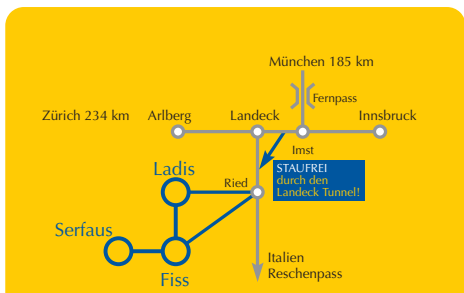 München 185 km
Fernpass
Zürich 234 km Arlberg Landeck Innsbruck
Imst
STAUFREI
durch den
Landeck Tunnel!
Ladis
Ried
Serfaus
Fiss
Italien
Reschenpass